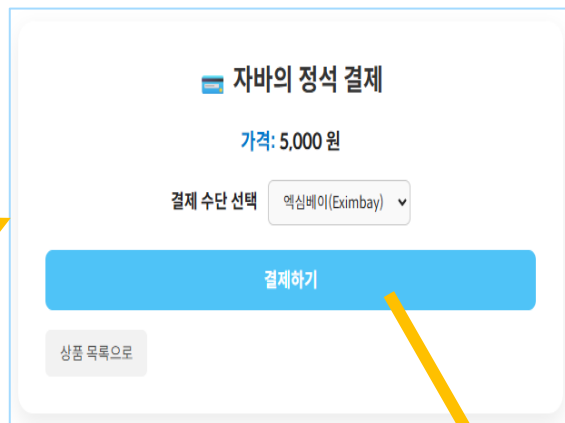 자바의 정석 결제
가격: 5,000 원
결제 수단 선택 엑심베이(Eximbay)
결제하기
상품 목록으로